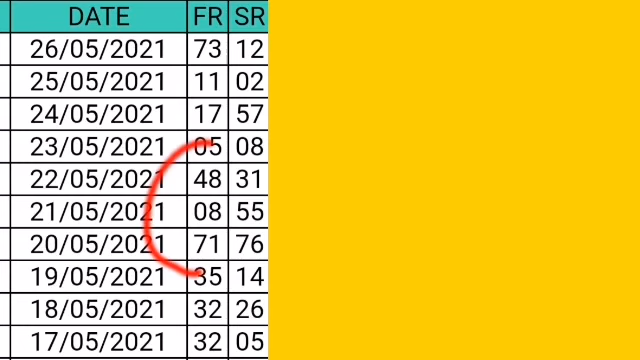 DATE FR SR
26/05/2021 73 12
25/05/2021 11 02
24/05/2021 17 57
23/05/2021 05 08
22/05/2021 48 31
21/05/2021 08 55
20/05/2021 71 76
19/05/2021 35 14
18/05/2021 32 26
17/05/2021 32 05